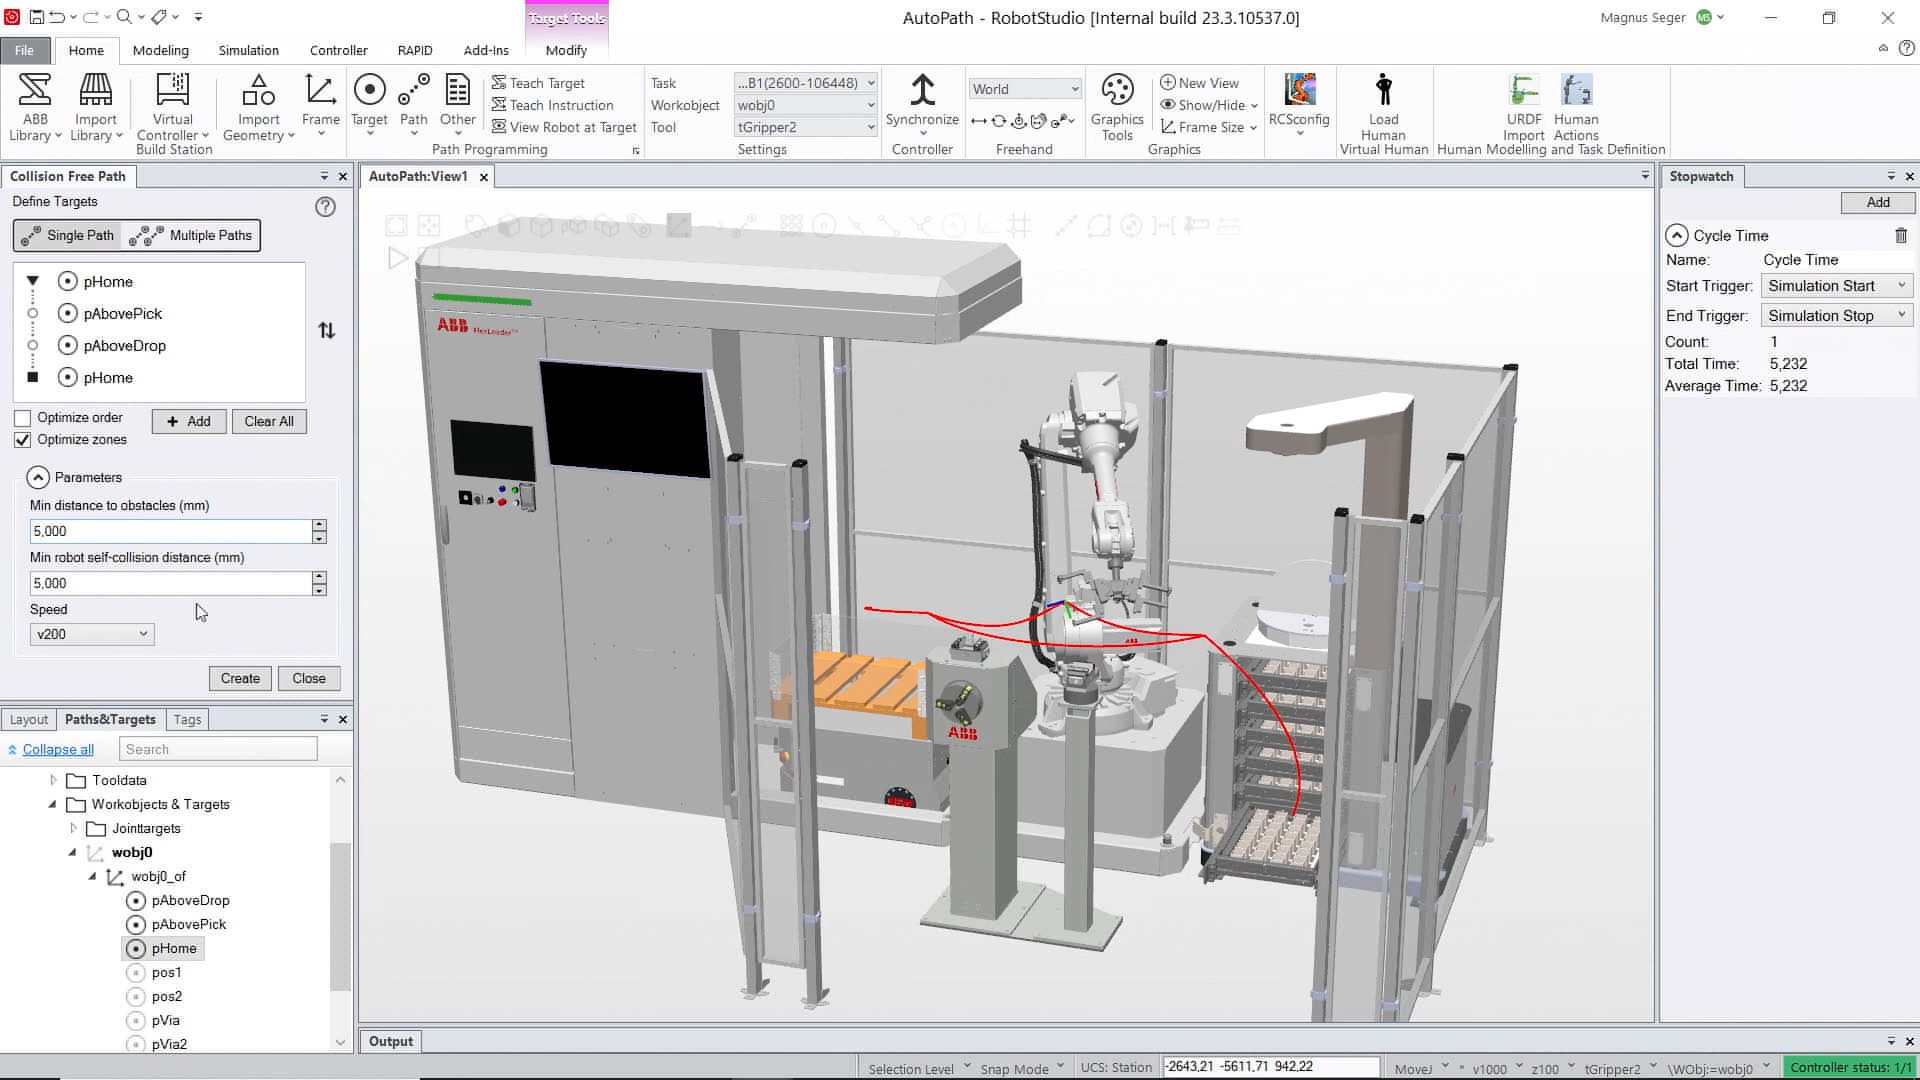 Target Tools
AutoPath - RobotStudio [Internal build 23.3.10537.0]
Magnus Seger
MS
File
Home
Modeling
Simulation
Controller
RAPID
Add-Ins
Modify
ABB
Library
Import
Library
Virtual
Controller
Import
Geometry
Frame
Build Station
Target
Path
Other
Teach Target
Teach Instruction
View Robot at Target
Path Programming
Task
...B1(2600-106448)
Workobject
wobj0
Tool
tGripper2
Settings
Synchronize
Controller
World
Freehand
Graphics
Tools
New View
Show/Hide
Frame Size
Graphics
RCSconfig
Load
Human
Virtual Human
URDF
Import
Human
Actions
Human Modelling and Task Definition
Collision Free Path
Define Targets
Single Path
Multiple Paths
pHome
pAbovePick
pAboveDrop
pHome
Optimize order
Optimize zones
+ Add
Clear All
Parameters
Min distance to obstacles (mm)
5,000
Min robot self-collision distance (mm)
5,000
Speed
v200
Create
Close
Layout
Paths&Targets
Tags
Collapse all
Search
Tooldata
Workobjects & Targets
Jointtargets
wobj0
wobj0_of
pAboveDrop
pAbovePick
pHome
pos1
pos2
pVia
pVia2
AutoPath:View1
ABB FlexLoader™
ABB
ABB
Output
Stopwatch
Add
Cycle Time
Name: Cycle Time
Start Trigger: Simulation Start
End Trigger: Simulation Stop
Count: 1
Total Time: 5,232
Average Time: 5,232
Selection Level
Snap Mode
UCS: Station
-2643,21 -5611,71 942,22
MoveJ
* v1000
z100
tGripper2
\WObj:=wobj0
Controller status: 1/1